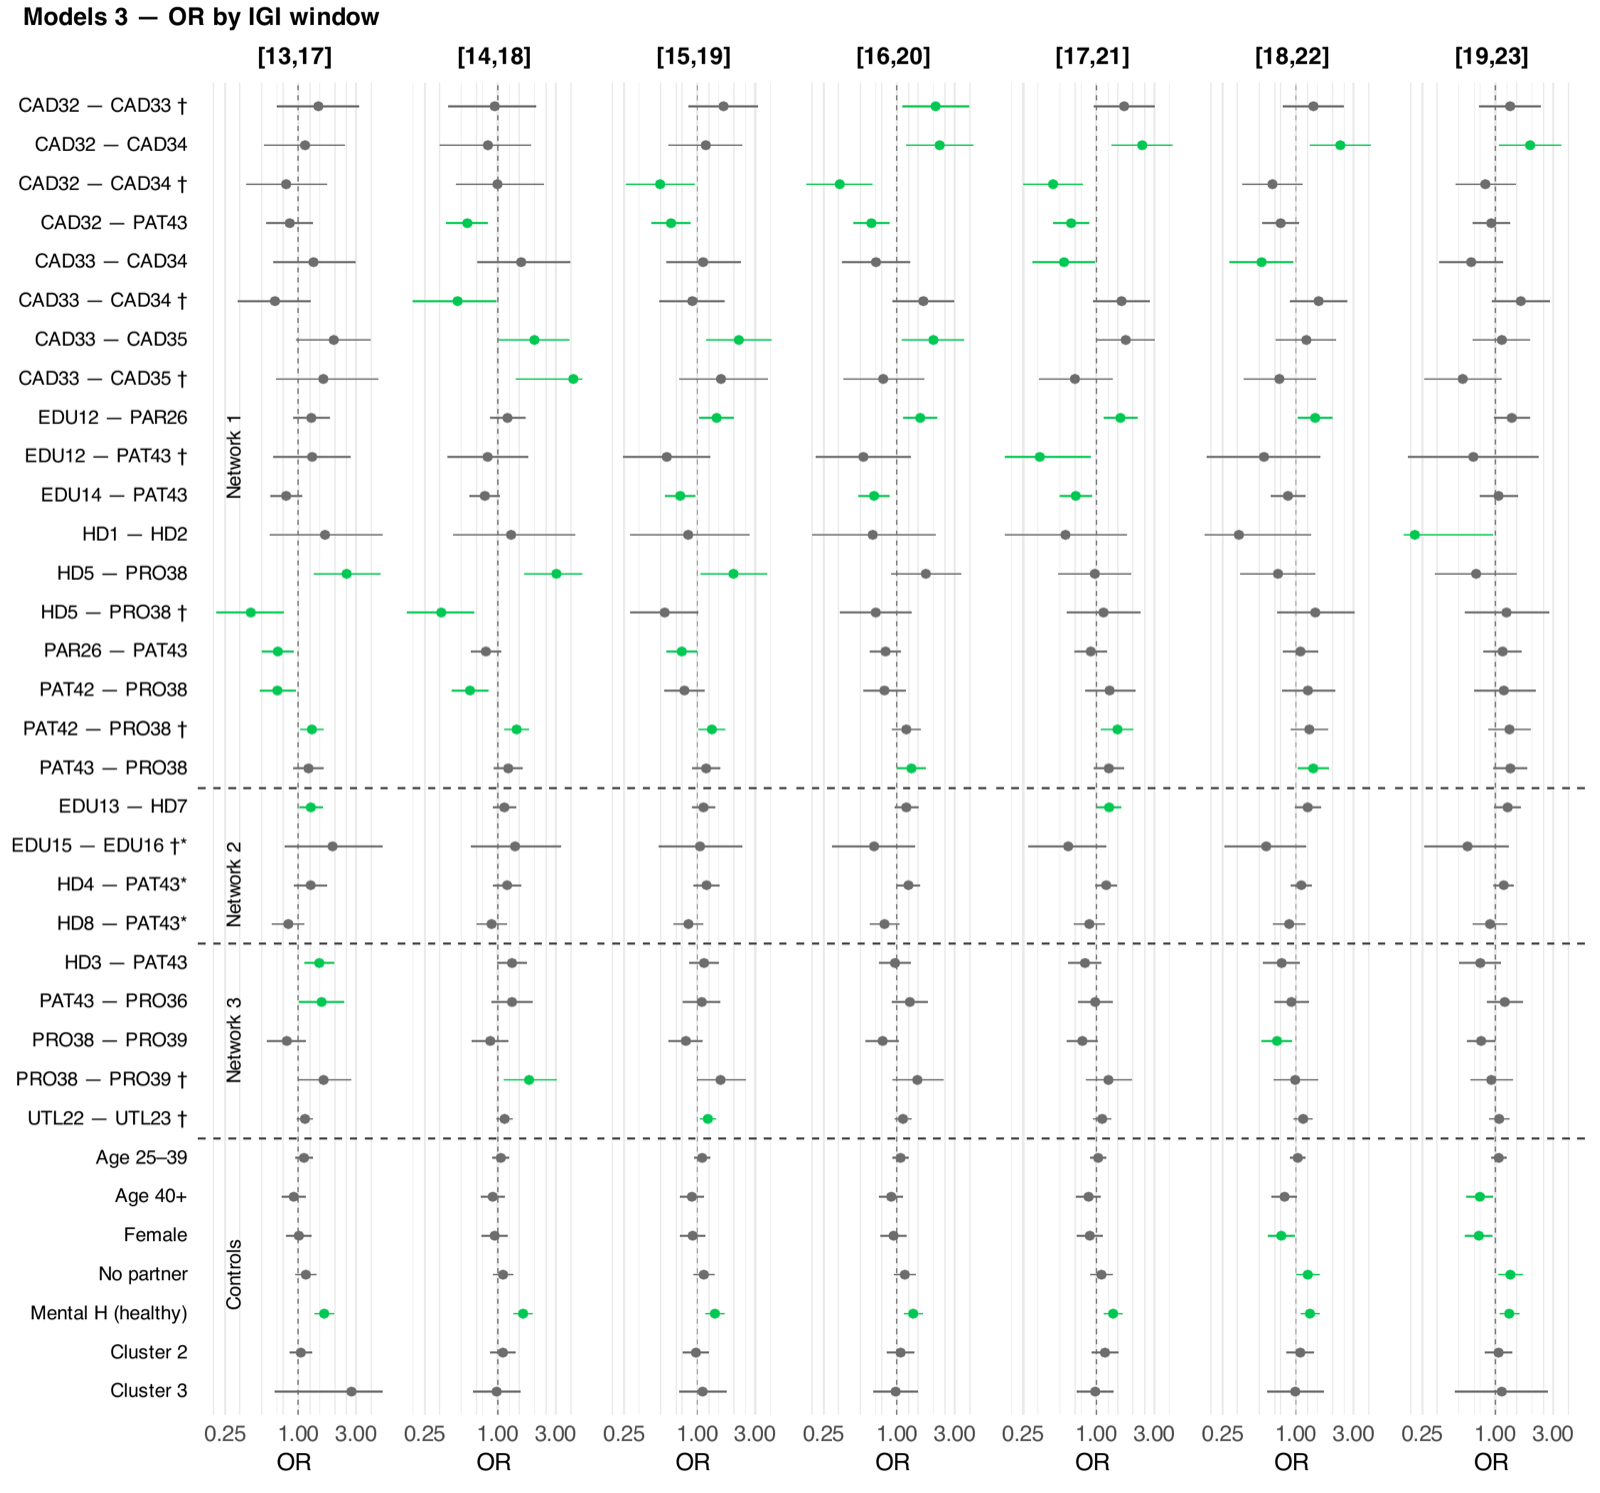 Models 3 — OR by IGI window
[13,17] [14,18] [15,19] [16,20] [17,21] [18,22] [19,23]
CAD32 — CAD33 †
CAD32 — CAD34
CAD32 — CAD34 †
CAD32 — PAT43
CAD33 — CAD34
CAD33 — CAD34 †
CAD33 — CAD35
CAD33 — CAD35 †
EDU12 — PAR26
EDU12 — PAT43 †
EDU14 — PAT43
HD1 — HD2
HD5 — PRO38
HD5 — PRO38 †
PAR26 — PAT43
PAT42 — PRO38
PAT42 — PRO38 †
PAT43 — PRO38
Network 1
EDU13 — HD7
EDU15 — EDU16 †*
HD4 — PAT43*
HD8 — PAT43*
Network 2
HD3 — PAT43
PAT43 — PRO36
PRO38 — PRO39
PRO38 — PRO39 †
UTL22 — UTL23 †
Network 3
Age 25–39
Age 40+
Female
No partner
Mental H (healthy)
Cluster 2
Cluster 3
Controls
0.25 1.00 3.00 0.25 1.00 3.00 0.25 1.00 3.00 0.25 1.00 3.00 0.25 1.00 3.00 0.25 1.00 3.00 0.25 1.00 3.00
OR OR OR OR OR OR OR